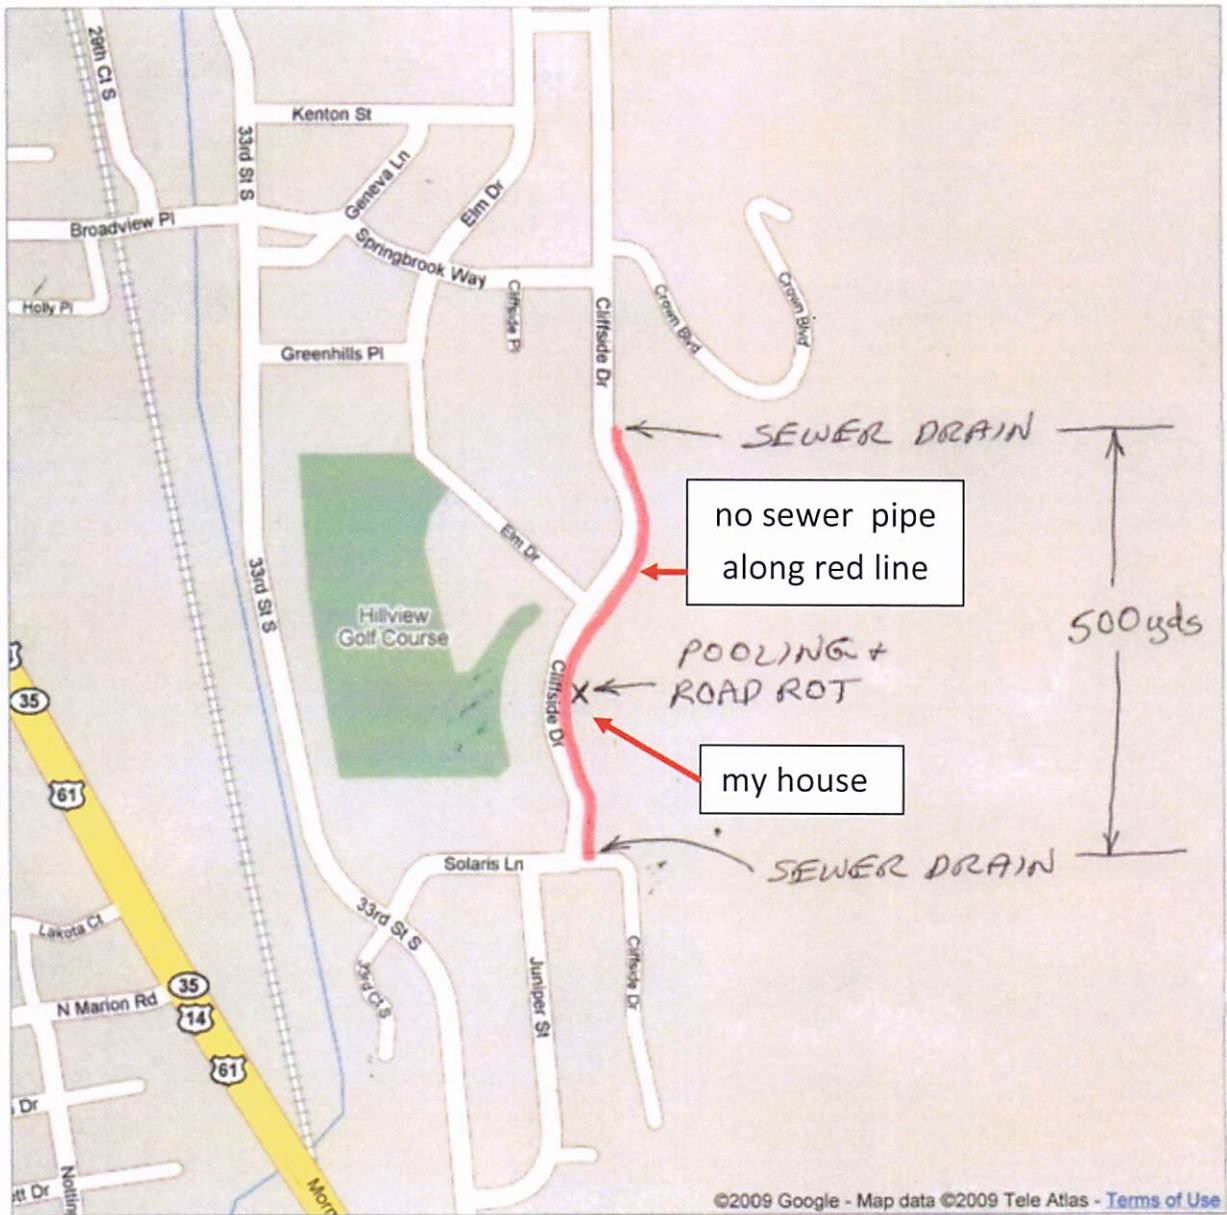 29th Ct S
Kenton St
33rd St S
Geneva Ln
Elm Dr
Broadview Pl
Springbrook Way
Holly Pl
Cliffside Pl
Cliffside Dr
Crown Blvd
Crown Blvd
Greenhills Pl
SEWER DRAIN
no sewer pipe
along red line
Elm Dr
33rd St S
Hillview
Golf Course
500yds
POOLING +
ROAD ROT
X
Cliffside Dr
35
61
my house
Solaris Ln
SEWER DRAIN
33rd St S
Lakota Ct
33rd Ct S
Juniper St
Cliffside Dr
35
N Marion Rd
14
61
Dr
Notting
tt Dr
Morn
©2009 Google - Map data ©2009 Tele Atlas - Terms of Use